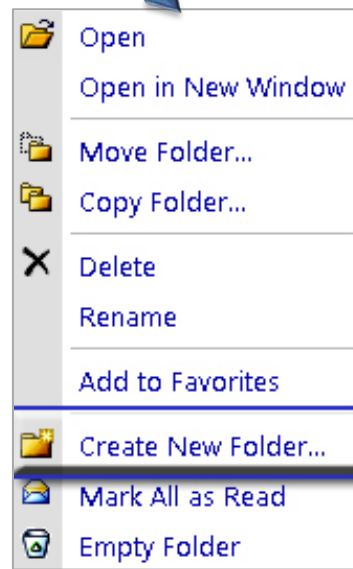 Open
Open in New Window
Move Folder...
Copy Folder...
Delete
Rename
Add to Favorites
Create New Folder...
Mark All as Read
Empty Folder